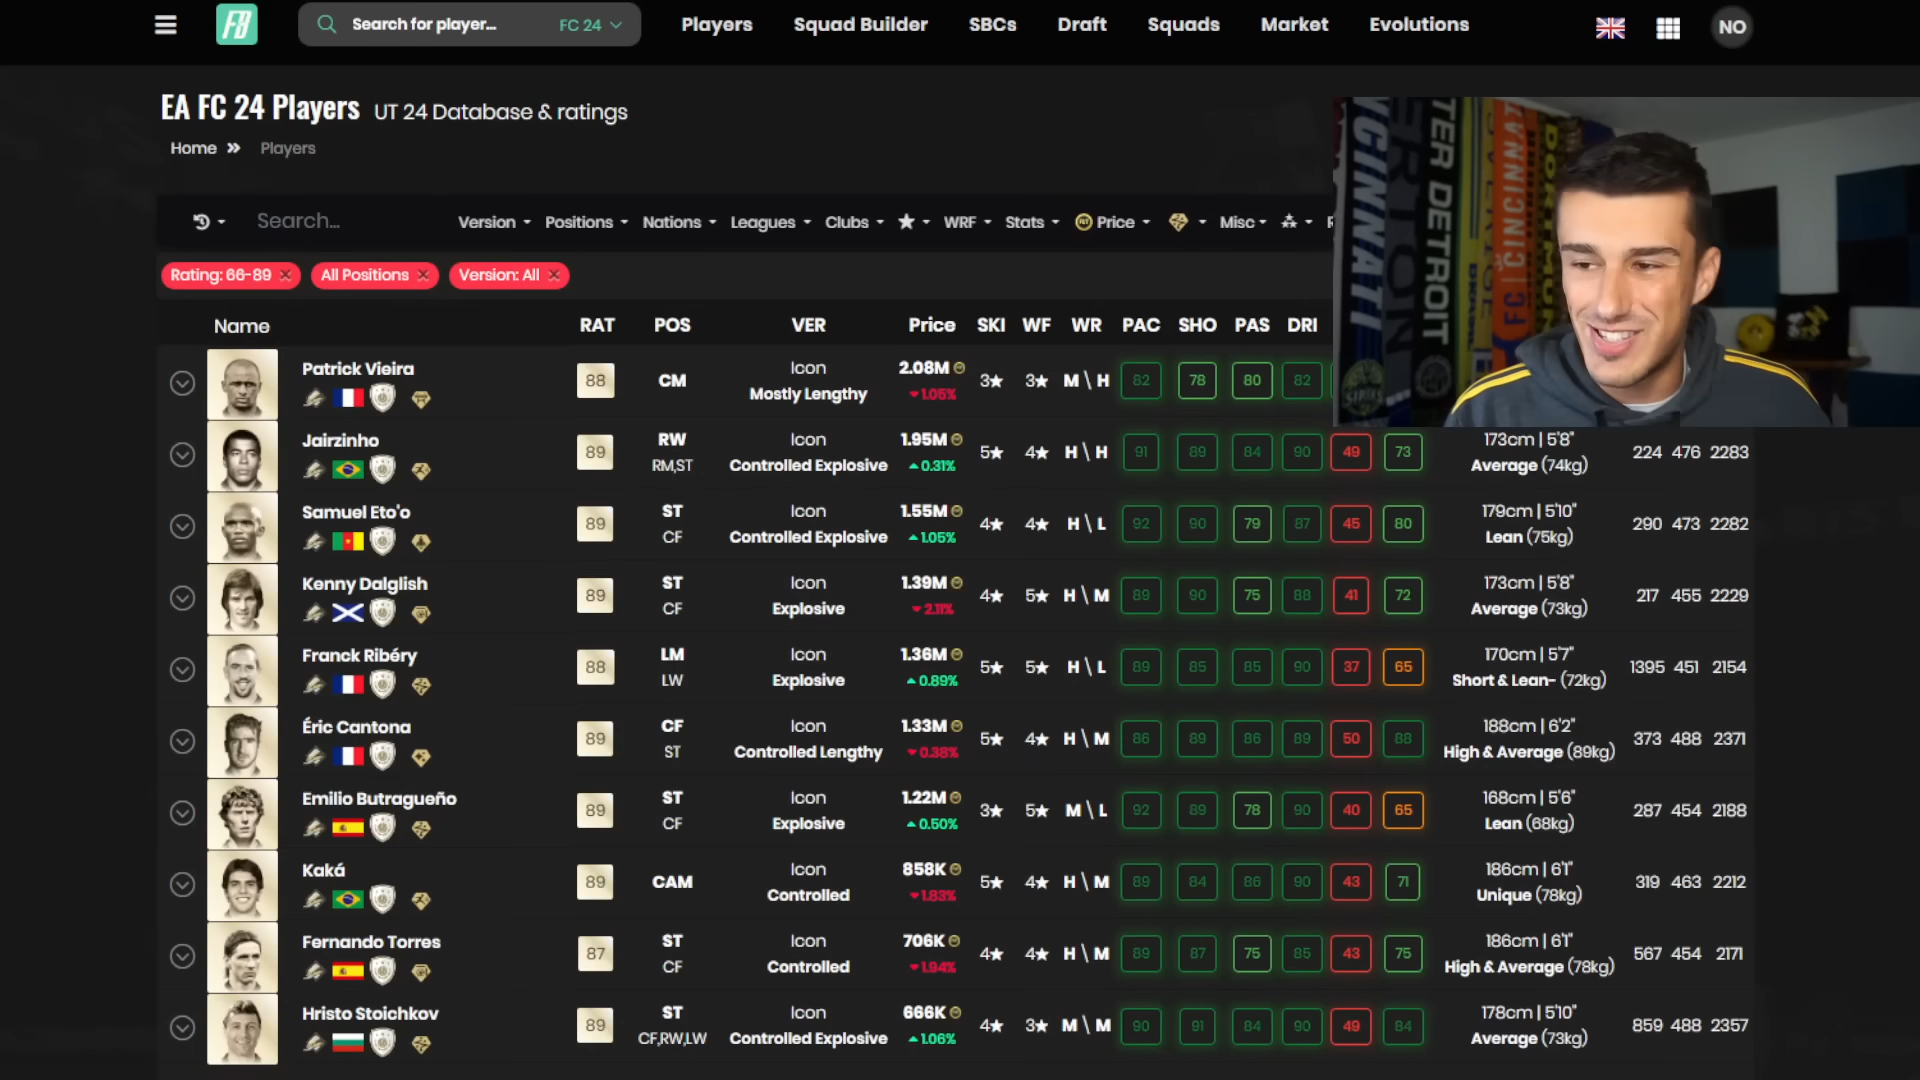 FB
Search for player...
FC 24
Players
Squad Builder
SBCs
Draft
Squads
Market
Evolutions
NO
EA FC 24 Players UT 24 Database & ratings
Home » Players
Search...
Version
Positions
Nations
Leagues
Clubs
WRF
Stats
Price
Misc
Rating: 66-89 ×
All Positions ×
Version: All ×
Name RAT POS VER Price SKI WF WR PAC SHO PAS DRI
Patrick Vieira 88 CM Icon 2.08M 3★ 3★ M \ H 82 78 80 82
Mostly Lengthy 1.05%
Jairzinho 89 RW Icon 1.95M 5★ 4★ H \ H 91 89 84 90 49 73 173cm | 5'8" 224 476 2283
RM,ST Controlled Explosive 0.31% Average (74kg)
Samuel Eto'o 89 ST Icon 1.55M 4★ 4★ H \ L 92 90 79 87 45 80 179cm | 5'10" 290 473 2282
CF Controlled Explosive 1.05% Lean (75kg)
Kenny Dalglish 89 ST Icon 1.39M 4★ 5★ H \ M 89 90 75 88 41 72 173cm | 5'8" 217 455 2229
CF Explosive 2.11% Average (73kg)
Franck Ribéry 88 LM Icon 1.36M 5★ 5★ H \ L 89 85 85 90 37 65 170cm | 5'7" 1395 451 2154
LW Explosive 0.89% Short & Lean- (72kg)
Éric Cantona 89 CF Icon 1.33M 5★ 4★ H \ M 86 89 86 89 50 88 188cm | 6'2" 373 488 2371
ST Controlled Lengthy 0.38% High & Average (89kg)
Emilio Butragueño 89 ST Icon 1.22M 3★ 5★ M \ L 92 89 78 90 40 65 168cm | 5'6" 287 454 2188
CF Explosive 0.50% Lean (68kg)
Kaká 89 CAM Icon 858K 5★ 4★ H \ M 89 84 86 90 43 71 186cm | 6'1" 319 463 2212
Controlled 1.83% Unique (78kg)
Fernando Torres 87 ST Icon 706K 4★ 4★ H \ M 89 87 75 85 43 75 186cm | 6'1" 567 454 2171
CF Controlled 1.94% High & Average (78kg)
Hristo Stoichkov 89 ST Icon 666K 4★ 3★ M \ M 90 91 84 90 49 84 178cm | 5'10" 859 488 2357
CF,RW,LW Controlled Explosive 1.06% Average (73kg)
CINNATI
TER DETROIT
FC CINCINNAT
DORTMUN